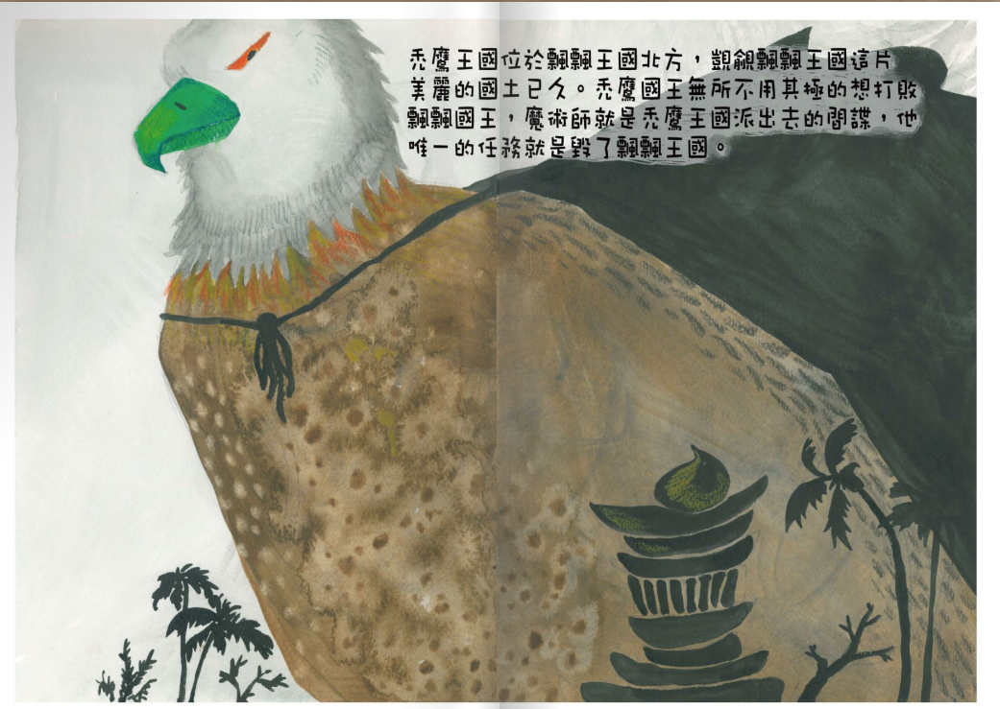 禿鷹王國位於飄飄王國北方，覬覦飄飄王國這片
美麗的國土已久。禿鷹國王無所不用其極的想打敗
飄飄國王，魔術師就是禿鷹王國派出去的間諜，他
唯一的任務就是毀了飄飄王國。